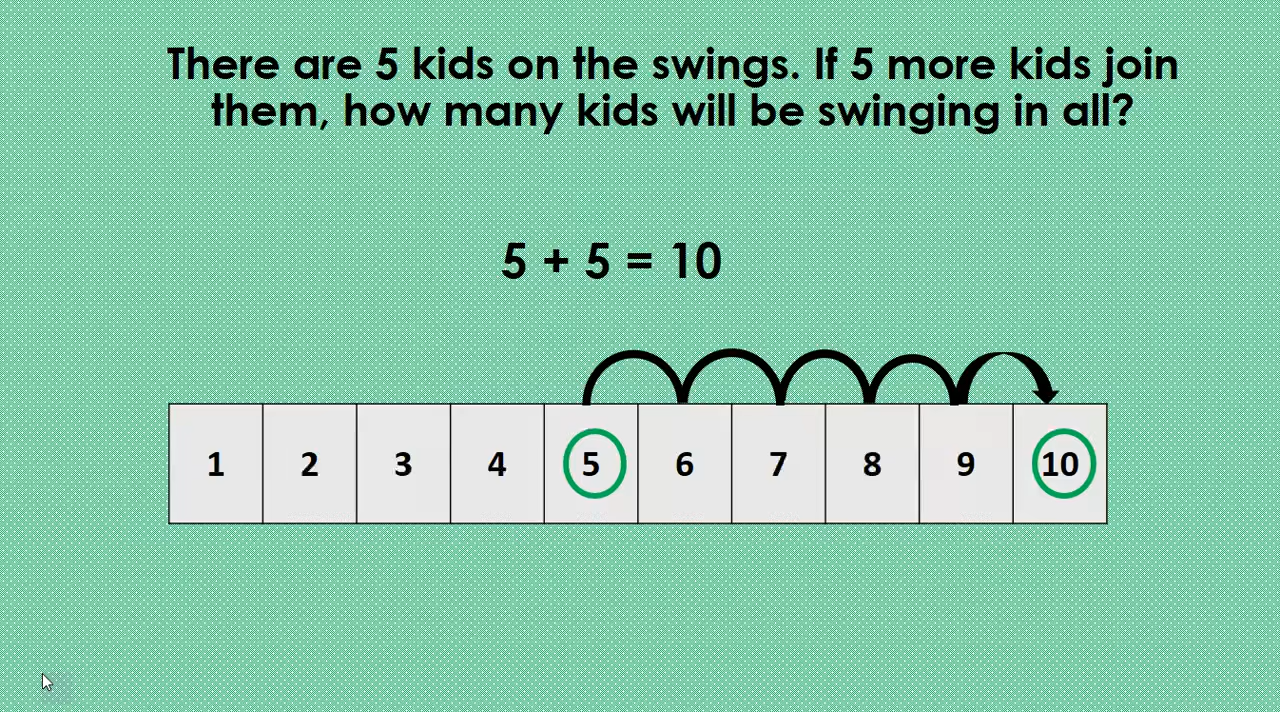 There are 5 kids on the swings. If 5 more kids join
them, how many kids will be swinging in all?
5 + 5 = 10
1 2 3 4 5 6 7 8 9 10